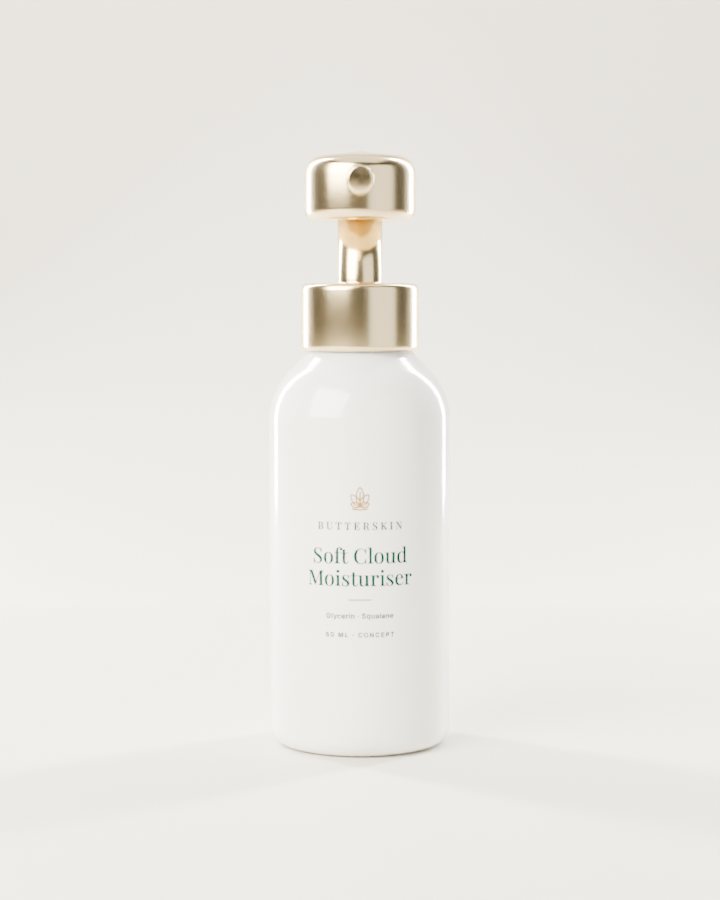 BUTTERSKIN
Soft Cloud
Moisturiser
Glycerin · Squalane
50 ML · CONCEPT